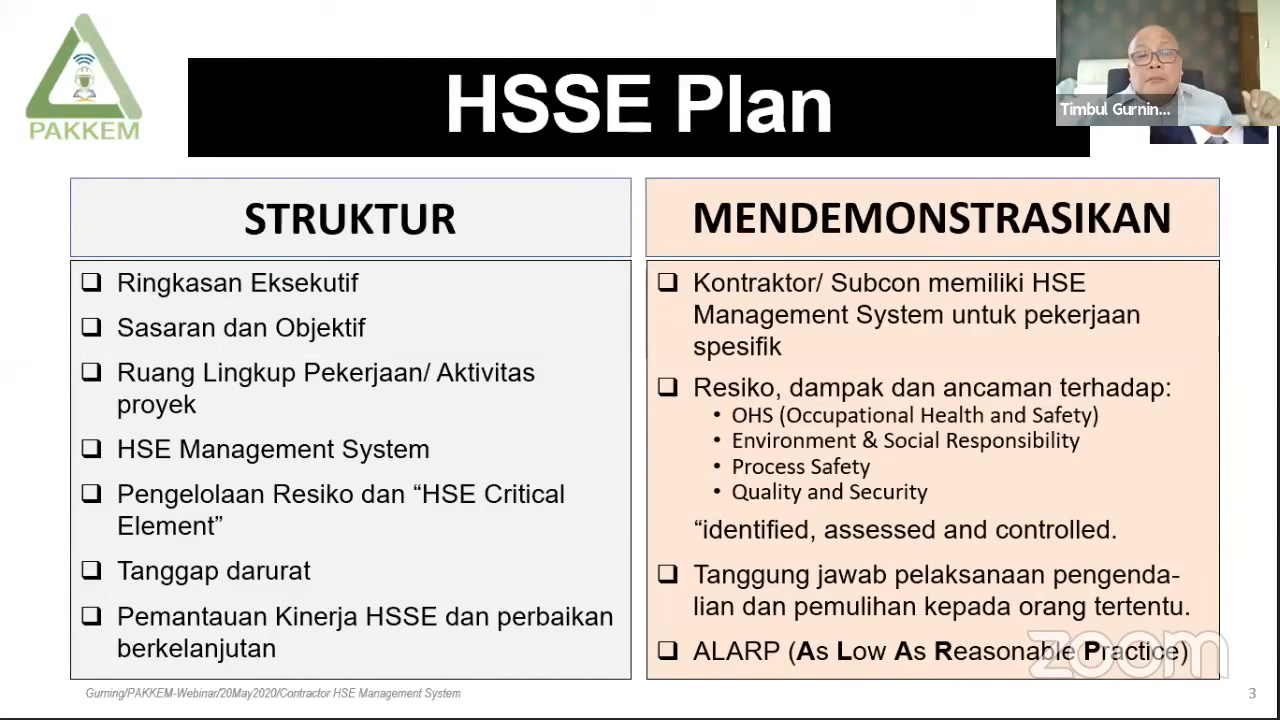 PAKKEM
HSSE Plan
Timbul Gurnin...
STRUKTUR
Ringkasan Eksekutif
Sasaran dan Objektif
Ruang Lingkup Pekerjaan/ Aktivitas
proyek
HSE Management System
Pengelolaan Resiko dan “HSE Critical
Element”
Tanggap darurat
Pemantauan Kinerja HSSE dan perbaikan
berkelanjutan
MENDEMONSTRASIKAN
Kontraktor/ Subcon memiliki HSE
Management System untuk pekerjaan
spesifik
Resiko, dampak dan ancaman terhadap:
• OHS (Occupational Health and Safety)
• Environment & Social Responsibility
• Process Safety
• Quality and Security
“identified, assessed and controlled.
Tanggung jawab pelaksanaan pengenda-
lian dan pemulihan kepada orang tertentu.
ALARP (As Low As Reasonable Practice)
zoom
Gurning/PAKKEM-Webinar/20May2020/Contractor HSE Management System
3